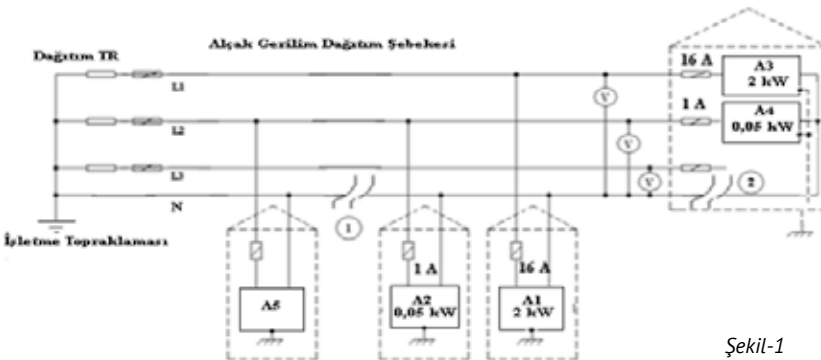 Alçak Gerilim Dağıtım Şebekesi
Dağıtım TR
L1
L2
L3
N
İşletme Topraklaması
V
V
V
16 A
A3
2 kW
1 A
A4
0,05 kW
2
1
A5
1 A
A2
0,05 kW
16 A
A1
2 kW
Şekil-1